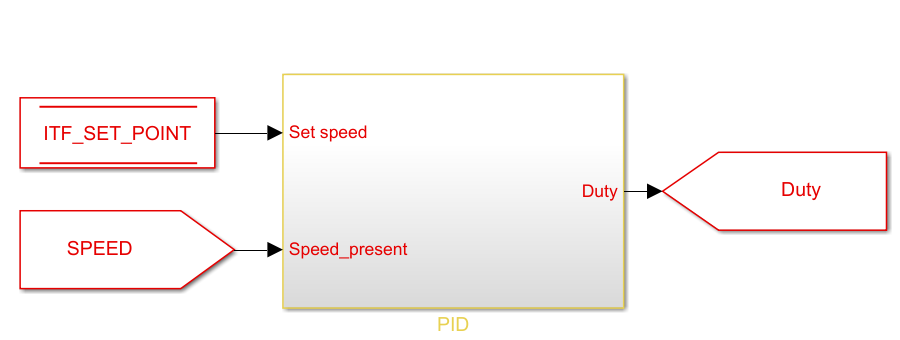 ITF_SET_POINT
Set speed
Duty
Duty
SPEED
Speed_present
PID